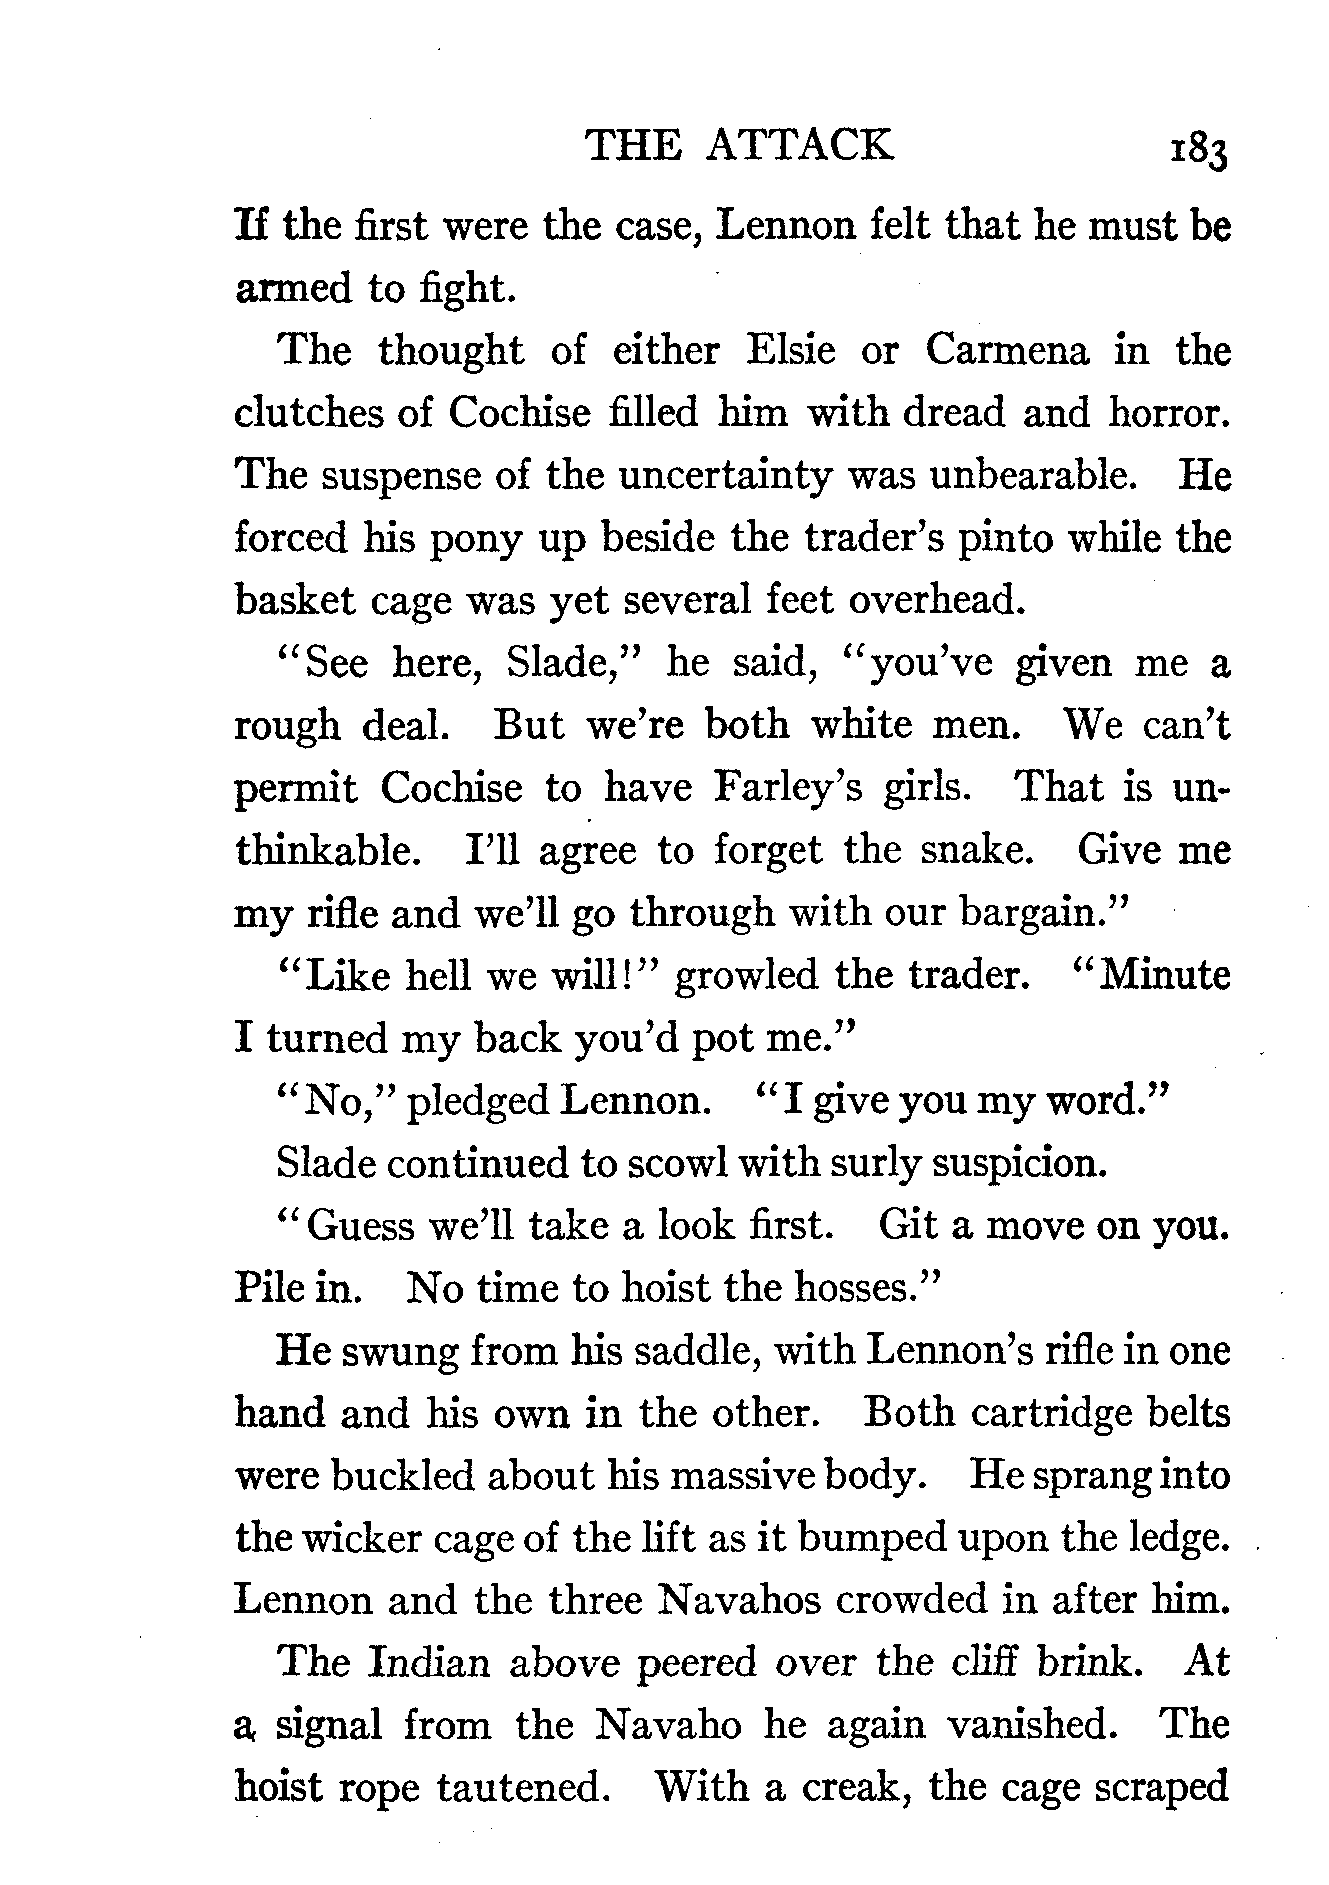 THE ATTACK 183
If the first were the case, Lennon felt that he must be
armed to fight.
The thought of either Elsie or Carmena in the
clutches of Cochise filled him with dread and horror.
The suspense of the uncertainty was unbearable. He
forced his pony up beside the trader's pinto while the
basket cage was yet several feet overhead.
"See here, Slade," he said, "you've given me a
rough deal. But we're both white men. We can't
permit Cochise to have Farley's girls. That is un-
thinkable. I'll agree to forget the snake. Give me
my rifle and we'll go through with our bargain."
"Like hell we will!" growled the trader. "Minute
I turned my back you'd pot me."
"No," pledged Lennon. "I give you my word."
Slade continued to scowl with surly suspicion.
"Guess we'll take a look first. Git a move on you.
Pile in. No time to hoist the hosses."
He swung from his saddle, with Lennon's rifle in one
hand and his own in the other. Both cartridge belts
were buckled about his massive body. He sprang into
the wicker cage of the lift as it bumped upon the ledge.
Lennon and the three Navahos crowded in after him.
The Indian above peered over the cliff brink. At
a signal from the Navaho he again vanished. The
hoist rope tautened. With a creak, the cage scraped